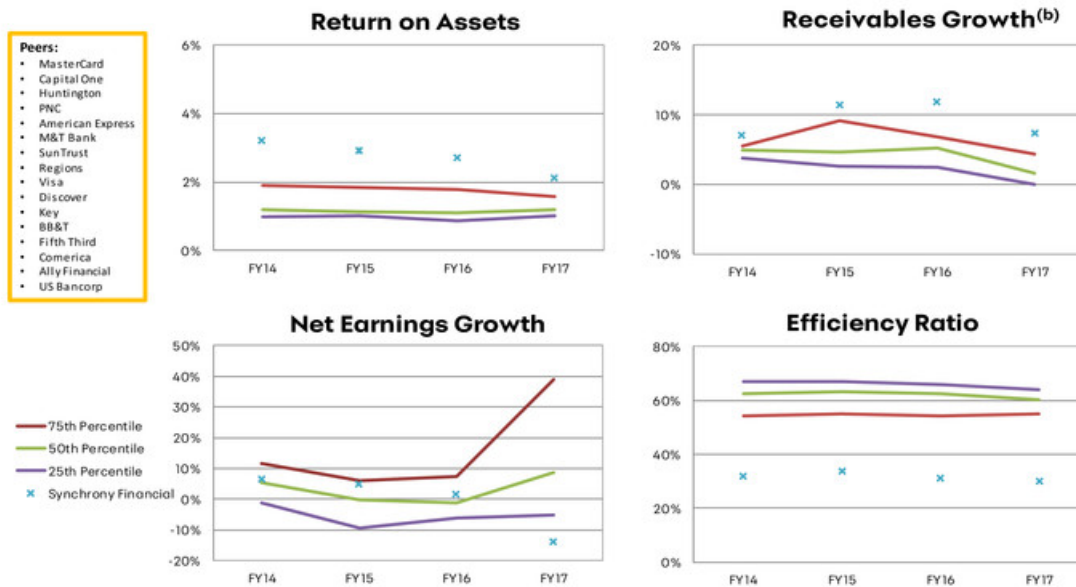 Return on Assets
Receivables Growth(b)
Peers:
• MasterCard
• Capital One
• Huntington
• PNC
• American Express
• M&T Bank
• SunTrust
• Regions
• Visa
• Discover
• Key
• BB&T
• Fifth Third
• Comerica
• Ally Financial
• US Bancorp
6%
4%
2%
0%
FY14 FY15 FY16 FY17
20%
10%
0%
-10%
FY14 FY15 FY16 FY17
Net Earnings Growth
Efficiency Ratio
75th Percentile
50th Percentile
25th Percentile
Synchrony Financial
50%
40%
30%
20%
10%
0%
-10%
-20%
FY14 FY15 FY16 FY17
80%
60%
40%
20%
0%
FY14 FY15 FY16 FY17